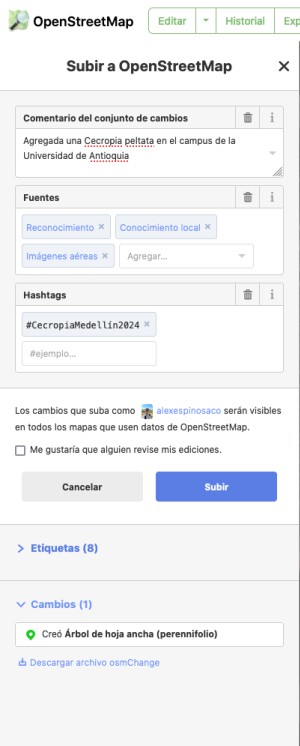 OpenStreetMap
Editar
Historial
Exp
Subir a OpenStreetMap
Comentario del conjunto de cambios
Agregada una Cecropia peltata en el campus de la
Universidad de Antioquia
Fuentes
Reconocimiento × Conocimiento local ×
Imágenes aéreas × Agregar...
Hashtags
#CecropiaMedellín2024 ×
#ejemplo...
Los cambios que suba como alexespinosaco serán visibles
en todos los mapas que usen datos de OpenStreetMap.
Me gustaría que alguien revise mis ediciones.
Cancelar
Subir
Etiquetas (8)
Cambios (1)
Creó Árbol de hoja ancha (perennifolio)
Descargar archivo osmChange